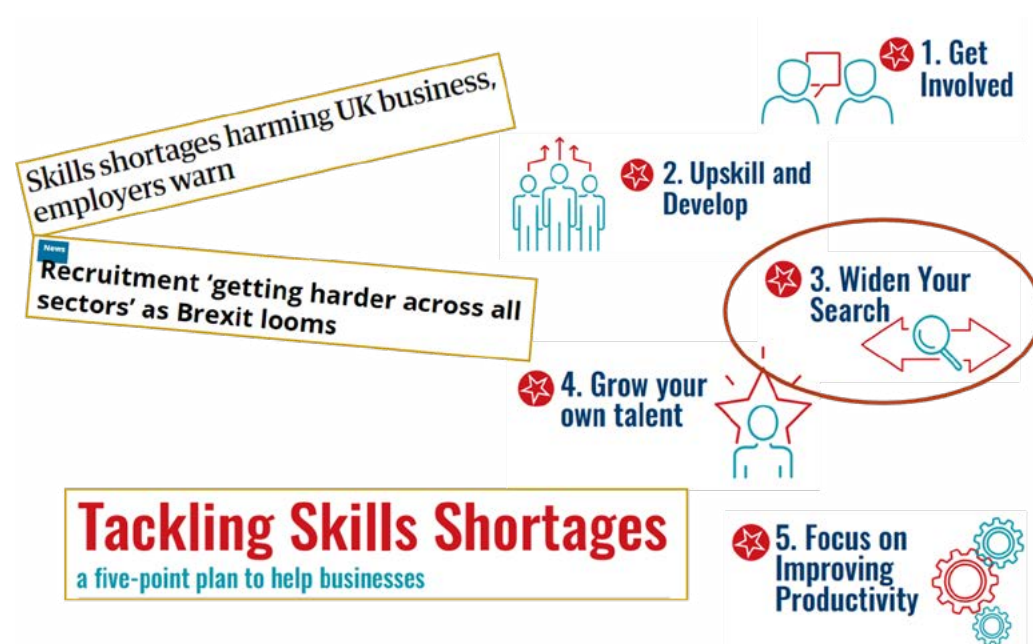 Skills shortages harming UK business,
employers warn
News
Recruitment ‘getting harder across all
sectors’ as Brexit looms
1. Get
Involved
2. Upskill and
Develop
3. Widen Your
Search
4. Grow your
own talent
5. Focus on
Improving
Productivity
Tackling Skills Shortages
a five-point plan to help businesses